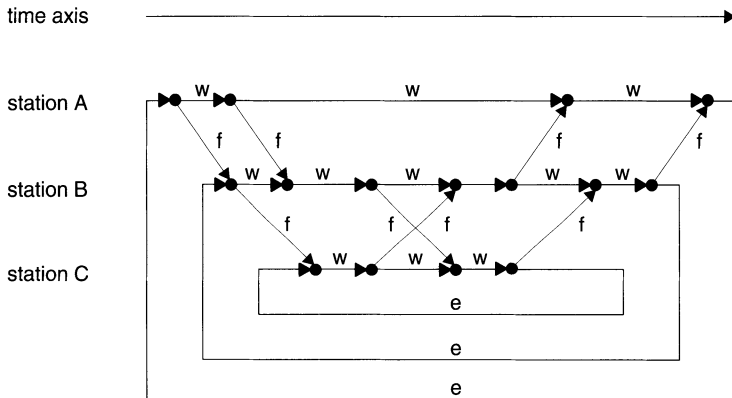 time axis
w w w
station A
f f f f
w w w w w
station B
f f f f
w w w
station C
e
e
e